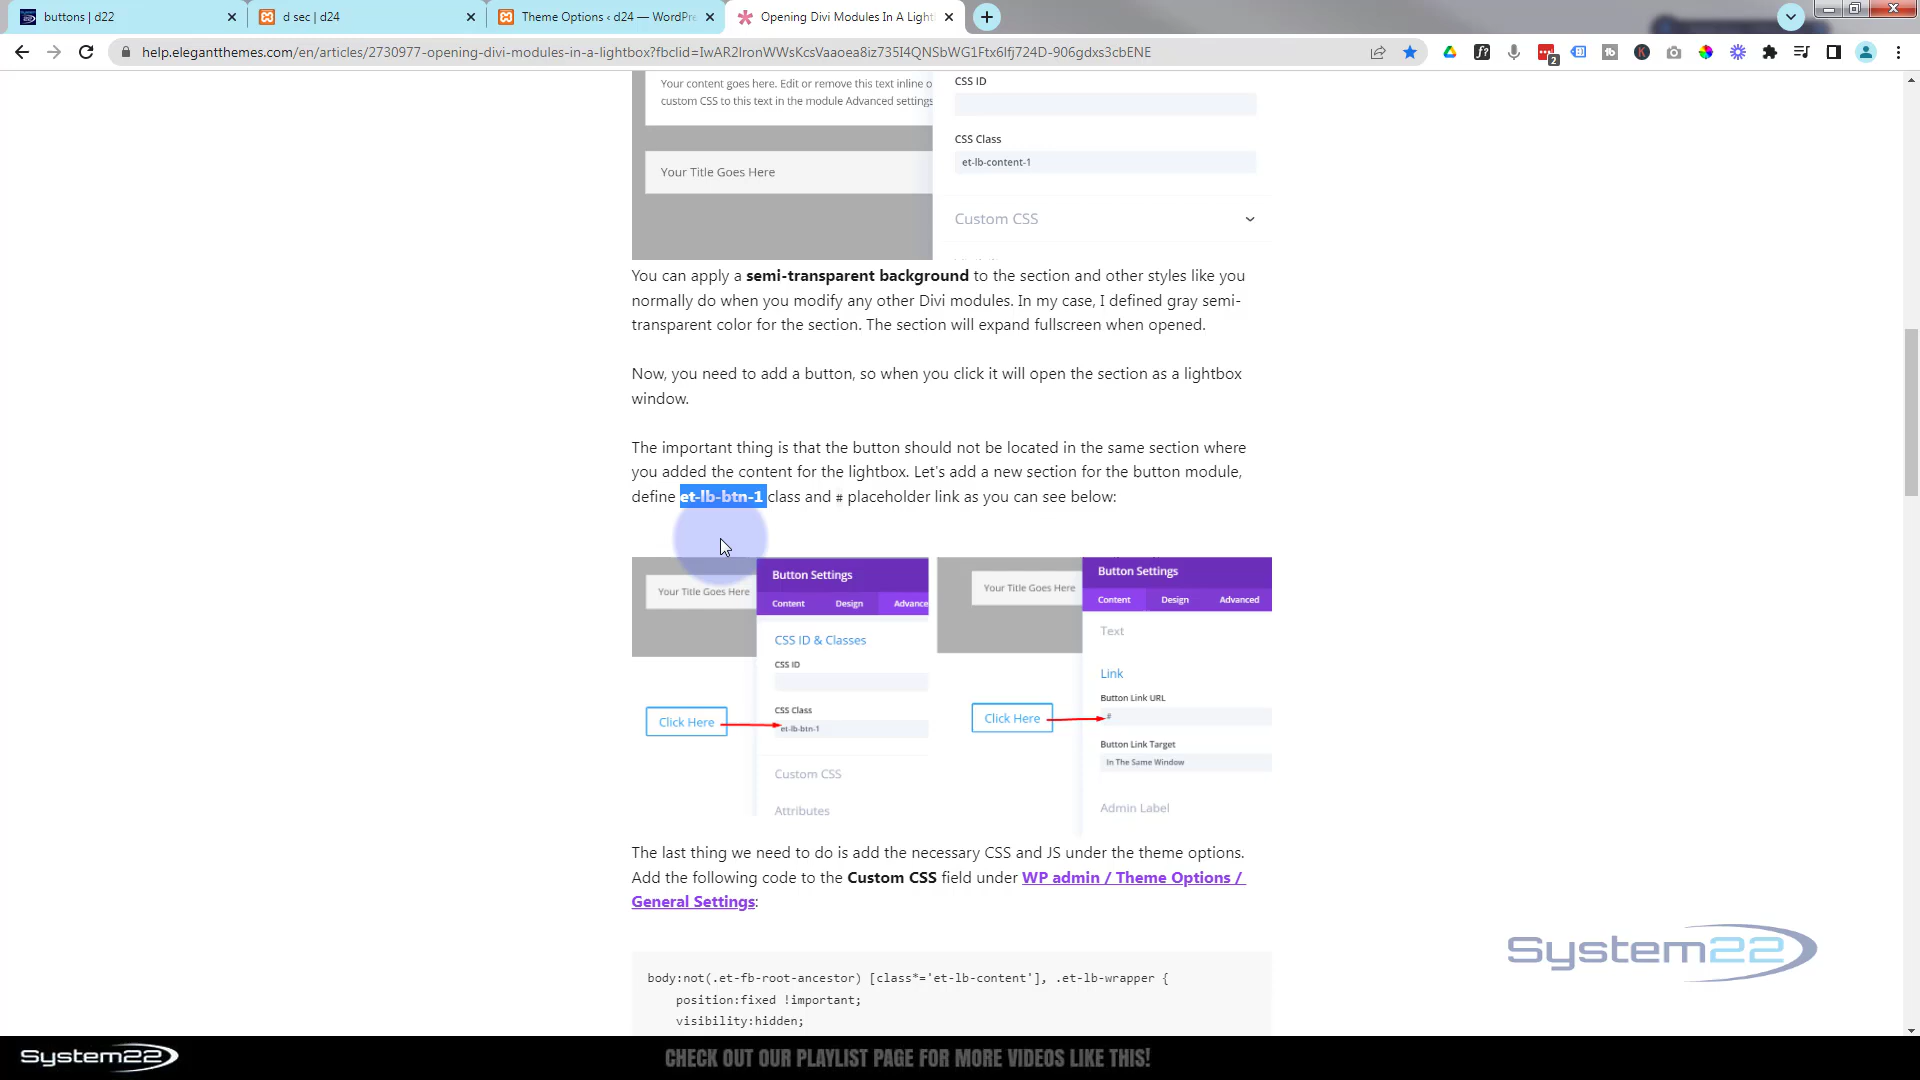 buttons | d22
d sec | d24
Theme Options ‹ d24 — WordPre
Opening Divi Modules In A Light
help.elegantthemes.com/en/articles/2730977-opening-divi-modules-in-a-lightbox?fbclid=IwAR2IronWWsKcsVaaoea8iz735I4QNSbWG1Ftx6lfj724D-906gdxs3cbENE
Your content goes here. Edit or remove this text inline o
custom CSS to this text in the module Advanced settings
CSS ID
CSS Class
et-lb-content-1
Your Title Goes Here
Custom CSS
You can apply a semi-transparent background to the section and other styles like you
normally do when you modify any other Divi modules. In my case, I defined gray semi-
transparent color for the section. The section will expand fullscreen when opened.
Now, you need to add a button, so when you click it will open the section as a lightbox
window.
The important thing is that the button should not be located in the same section where
you added the content for the lightbox. Let's add a new section for the button module,
define et-lb-btn-1 class and # placeholder link as you can see below:
Your Title Goes Here
Button Settings
Content Design Advance
CSS ID & Classes
CSS ID
CSS Class
et-lb-btn-1
Click Here
Custom CSS
Attributes
Your Title Goes Here
Button Settings
Content Design Advanced
Text
Link
Button Link URL
#
Click Here
Button Link Target
In The Same Window
Admin Label
The last thing we need to do is add the necessary CSS and JS under the theme options.
Add the following code to the Custom CSS field under WP admin / Theme Options /
General Settings:
body:not(.et-fb-root-ancestor) [class*='et-lb-content'], .et-lb-wrapper {
position:fixed !important;
visibility:hidden;
System22
System22
CHECK OUT OUR PLAYLIST PAGE FOR MORE VIDEOS LIKE THIS!